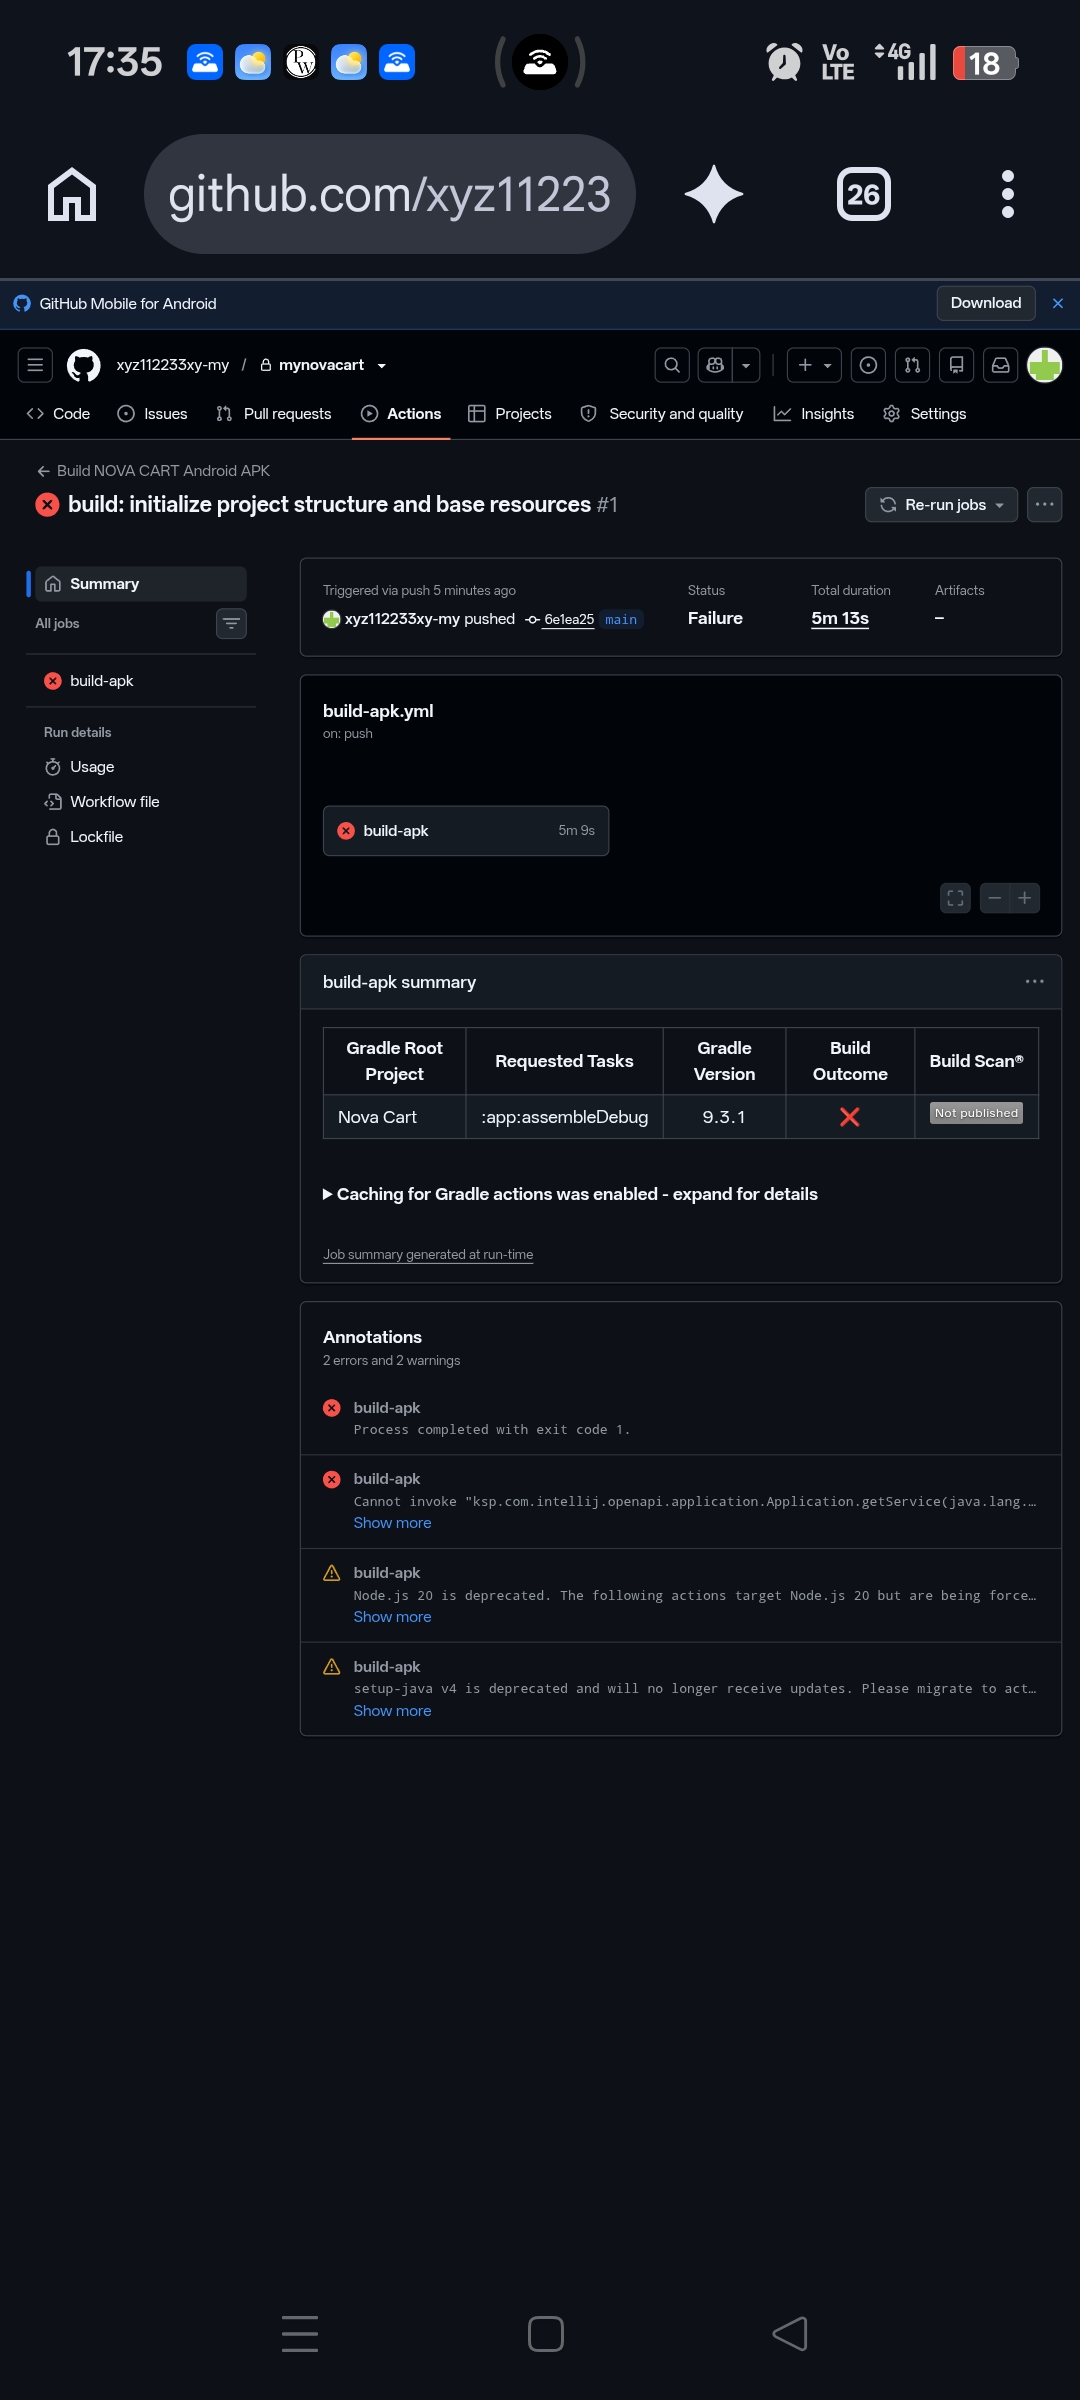 17:35
Vo
LTE
4G
18
github.com/xyz11223
26
GitHub Mobile for Android
Download
xyz112233xy-my / mynovacart
Code
Issues
Pull requests
Actions
Projects
Security and quality
Insights
Settings
Build NOVA CART Android APK
build: initialize project structure and base resources #1
Re-run jobs
Summary
All jobs
build-apk
Run details
Usage
Workflow file
Lockfile
Triggered via push 5 minutes ago
xyz112233xy-my pushed 6e1ea25 main
Status
Failure
Total duration
5m 13s
Artifacts
–
build-apk.yml
on: push
build-apk 5m 9s
build-apk summary
Gradle Root Project
Requested Tasks
Gradle Version
Build Outcome
Build Scan®
Nova Cart
:app:assembleDebug
9.3.1
Not published
Caching for Gradle actions was enabled - expand for details
Job summary generated at run-time
Annotations
2 errors and 2 warnings
build-apk
Process completed with exit code 1.
build-apk
Cannot invoke "ksp.com.intellij.openapi.application.Application.getService(java.lang.…
Show more
build-apk
Node.js 20 is deprecated. The following actions target Node.js 20 but are being force…
Show more
build-apk
setup-java v4 is deprecated and will no longer receive updates. Please migrate to act…
Show more